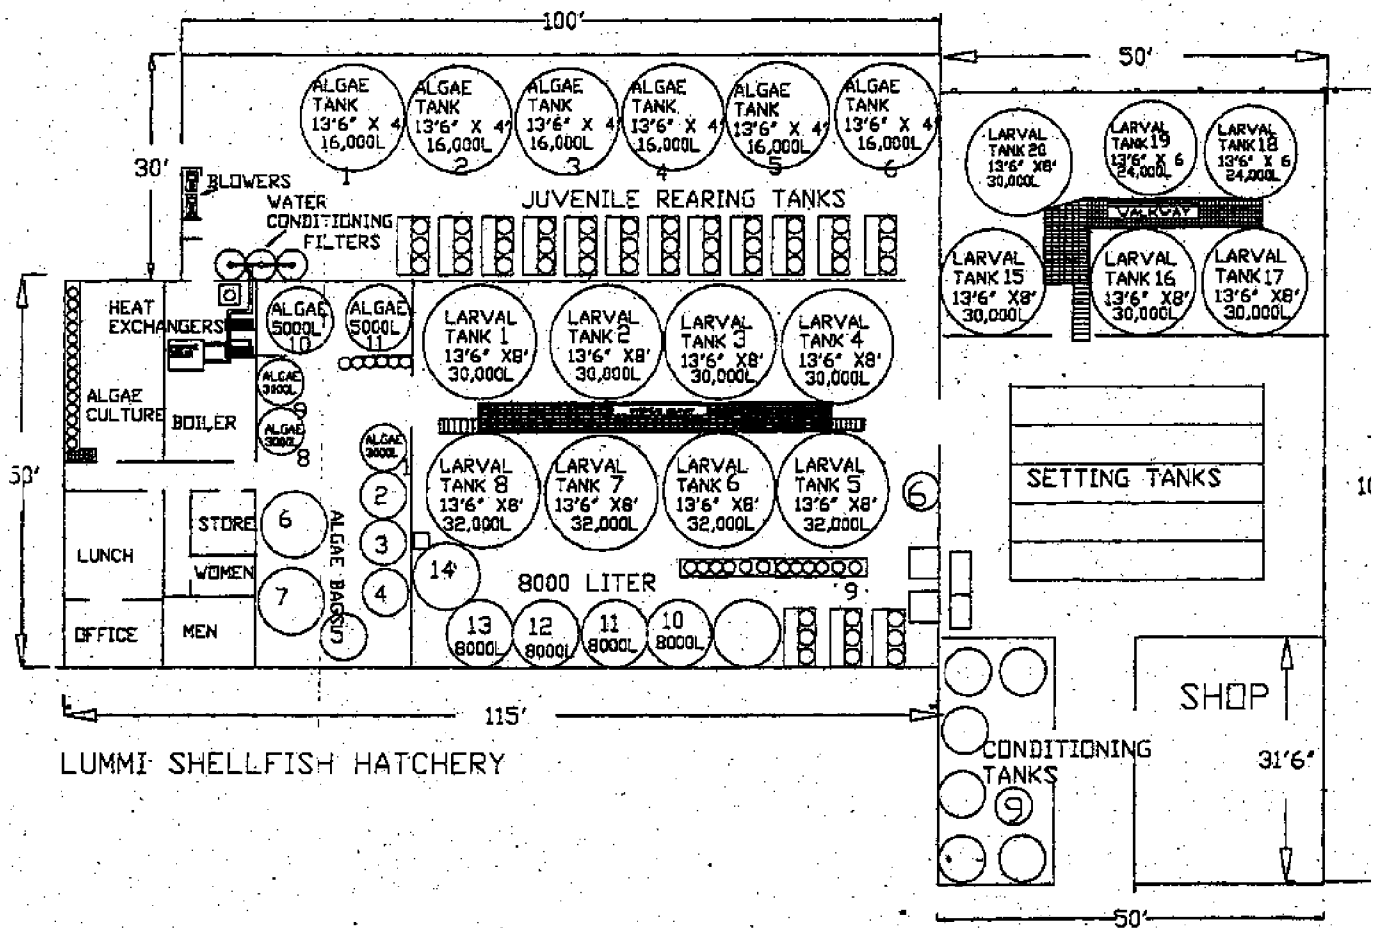 100'
50'
30'
ALGAE
TANK
13'6" X 4'
16,000L
1
ALGAE
TANK
13'6" X 4'
16,000L
2
ALGAE
TANK
13'6" X 4'
16,000L
3
ALGAE
TANK
13'6" X 4'
16,000L
4
ALGAE
TANK
13'6" X 4'
16,000L
5
ALGAE
TANK
13'6" X 4'
16,000L
6
LARVAL
TANK 20
13'6" X8'
30,000L
LARVAL
TANK 19
13'6" X 6
24,000L
LARVAL
TANK 18
13'6" X 6
24,000L
BLOWERS
WATER
CONDITIONING
FILTERS
JUVENILE REARING TANKS
WALKWAY
LARVAL
TANK 15
13'6" X8'
30,000L
LARVAL
TANK 16
13'6" X8'
30,000L
LARVAL
TANK 17
13'6" X8'
30,000L
HEAT
EXCHANGERS
ALGAE
5000L
10
ALGAE
5000L
11
LARVAL
TANK 1
13'6" X8'
30,000L
LARVAL
TANK 2
13'6" X8'
30,000L
LARVAL
TANK 3
13'6" X8'
30,000L
LARVAL
TANK 4
13'6" X8'
30,000L
ALGAE
CULTURE
BOILER
ALGAE
3000L
9
ALGAE
3000L
8
ALGAE
3000L
1
50'
LARVAL
TANK 8
13'6" X8'
32,000L
LARVAL
TANK 7
13'6" X8'
32,000L
LARVAL
TANK 6
13'6" X8'
32,000L
LARVAL
TANK 5
13'6" X8'
32,000L
6
SETTING TANKS
10
STORE
6
2
3
4
5
7
ALGAE BAGS
LUNCH
WOMEN
OFFICE
MEN
14
8000 LITER
9
13
8000L
12
8000L
11
8000L
10
8000L
115'
SHOP
31'6"
CONDITIONING
TANKS
9
50'
LUMMI SHELLFISH HATCHERY